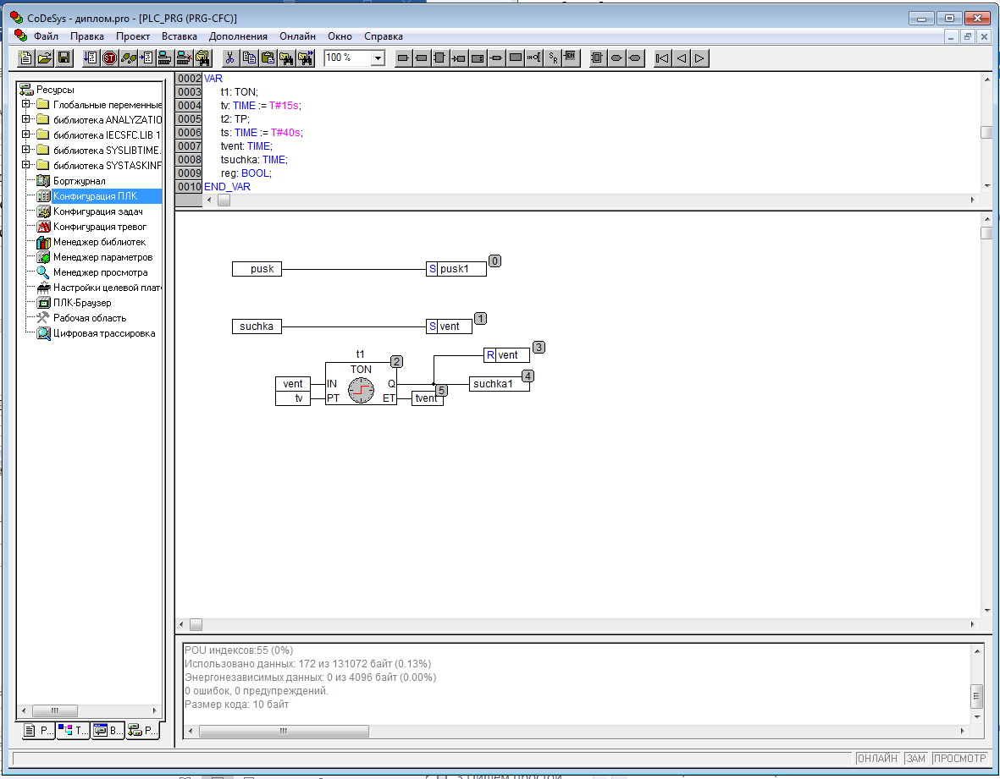 CoDeSys - диплом.pro - [PLC_PRG (PRG-CFC)]
Файл Правка Проект Вставка Дополнения Онлайн Окно Справка
100 %
Ресурсы
Глобальные переменные
библиотека ANALYZATIO
библиотека IECSFC.LIB 1
библиотека SYSLIBTIME.
библиотека SYSTASKINF
Бортжурнал
Конфигурация ПЛК
Конфигурация задач
Конфигурация тревог
Менеджер библиотек
Менеджер параметров
Менеджер просмотра
Настройки целевой плат
ПЛК-Браузер
Рабочая область
Цифровая трассировка
Р... Т... В... Р...
0002 VAR
0003 t1: TON;
0004 tv: TIME := T#15s;
0005 t2: TP;
0006 ts: TIME := T#40s;
0007 tvent: TIME;
0008 tsuchka: TIME;
0009 reg: BOOL;
0010 END_VAR
pusk S pusk1 0
suchka S vent 1
t1 R vent 3
TON 2
vent IN Q suchka1 4
tv PT ET tvent 5
POU индексов:55 (0%)
Использовано данных: 172 из 131072 байт (0.13%)
Энергонезависимых данных: 0 из 4096 байт (0.00%)
0 ошибок, 0 предупреждений.
Размер кода: 10 байт
ОНЛАЙН ЗАМ ПРОСМОТР